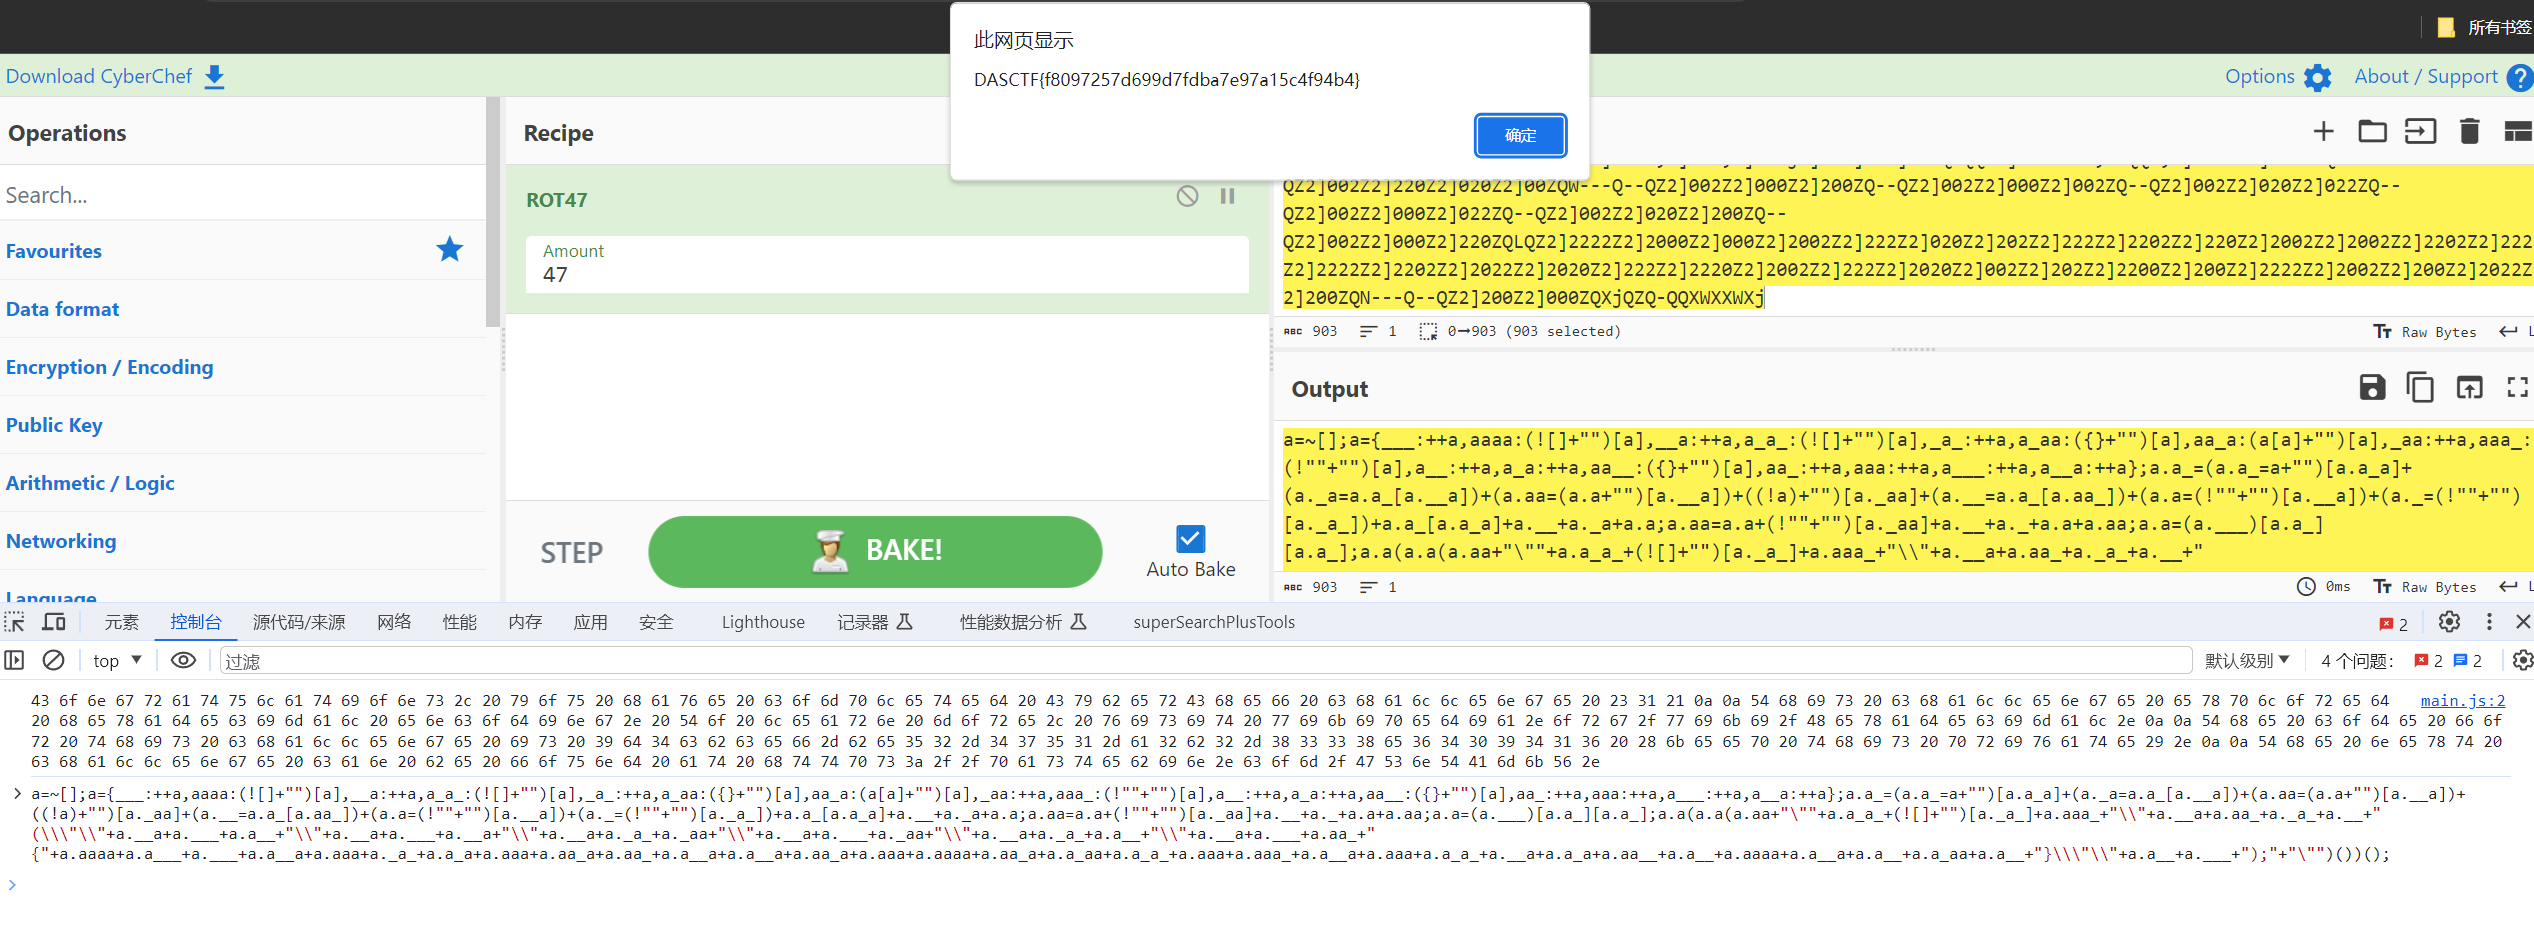 所有书签
此网页显示
DASCTF{f8097257d699d7fdba7e97a15c4f94b4}
确定
Download CyberChef
Options
About / Support
Operations
Recipe
Search...
QZ2]002Z2]220Z2]020Z2]00ZQW---Q--QZ2]002Z2]000Z2]200ZQ--QZ2]002Z2]000Z2]002ZQ--QZ2]002Z2]020Z2]022ZQ--
QZ2]002Z2]000Z2]022ZQ--QZ2]002Z2]020Z2]200ZQ--
QZ2]002Z2]000Z2]220ZQLQZ2]2222Z2]2000Z2]000Z2]2002Z2]222Z2]020Z2]202Z2]222Z2]2202Z2]220Z2]2002Z2]2002Z2]2202Z2]222
Z2]2222Z2]2202Z2]2022Z2]2020Z2]222Z2]2220Z2]2002Z2]222Z2]2020Z2]002Z2]202Z2]2200Z2]200Z2]2222Z2]2002Z2]200Z2]2022Z
2]200ZQN---Q--QZ2]200Z2]000ZQXjQZQ-QQXWXXWXj
ROT47
Amount
47
Favourites
Data format
Encryption / Encoding
Public Key
Arithmetic / Logic
Networking
Language
ABC 903 1 0→903 (903 selected)
Raw Bytes
Output
a=~[];a={___:++a,aaaa:(![]+"")[a],__a:++a,a_a_:(![]+"")[a],_a_:++a,a_aa:({}+"")[a],aa_a:(a[a]+"")[a],_aa:++a,aaa_:
(!""+"")[a],a__:++a,a_a:++a,aa__:({}+"")[a],aa_:++a,aaa:++a,a___:++a,a__a:++a};a.a_=(a.a_=a+"")[a.a_a]+
(a._a=a.a_[a.__a])+(a.aa=(a.a+"")[a.__a])+((!a)+"")[a._aa]+(a.__=a.a_[a.aa_])+(a.a=(!""+"")[a.__a])+(a._=(!""+"")
[a._a_])+a.a_[a.a_a]+a.__+a._a+a.a;a.aa=a.a+(!""+"")[a._aa]+a.__+a._+a.a+a.aa;a.a=(a.___)[a.a_]
[a.a_];a.a(a.a(a.aa+"\""+a.a_a_+(![]+"")[a._a_]+a.aaa_+"\\"+a.__a+a.aa_+a._a_+a.__+"
STEP
BAKE!
Auto Bake
ABC 903 1
0ms
Raw Bytes
元素 控制台 源代码/来源 网络 性能 内存 应用 安全 Lighthouse 记录器 性能数据分析 superSearchPlusTools
2
top
过滤
默认级别
4 个问题: 2 2
43 6f 6e 67 72 61 74 75 6c 61 74 69 6f 6e 73 2c 20 79 6f 75 20 68 61 76 65 20 63 6f 6d 70 6c 65 74 65 64 20 43 79 62 65 72 43 68 65 66 20 63 68 61 6c 6c 65 6e 67 65 20 23 31 21 0a 0a 54 68 69 73 20 63 68 61 6c 6c 65 6e 67 65 20 65 78 70 6c 6f 72 65 64
main.js:2
20 68 65 78 61 64 65 63 69 6d 61 6c 20 65 6e 63 6f 64 69 6e 67 2e 20 54 6f 20 6c 65 61 72 6e 20 6d 6f 72 65 2c 20 76 69 73 69 74 20 77 69 6b 69 70 65 64 69 61 2e 6f 72 67 2f 77 69 6b 69 2f 48 65 78 61 64 65 63 69 6d 61 6c 2e 0a 0a 54 68 65 20 63 6f 64 65 20 66 6f
72 20 74 68 69 73 20 63 68 61 6c 6c 65 6e 67 65 20 69 73 20 39 64 34 63 62 63 65 66 2d 62 65 35 32 2d 34 37 35 31 2d 61 32 62 32 2d 38 33 33 38 65 36 34 30 39 34 31 36 20 28 6b 65 65 70 20 74 68 69 73 20 70 72 69 76 61 74 65 29 2e 0a 0a 54 68 65 20 6e 65 78 74 20
63 68 61 6c 6c 65 6e 67 65 20 63 61 6e 20 62 65 20 66 6f 75 6e 64 20 61 74 20 68 74 74 70 73 3a 2f 2f 70 61 73 74 65 62 69 6e 2e 63 6f 6d 2f 47 53 6e 54 41 6d 6b 56 2e
a=~[];a={___:++a,aaaa:(![]+"")[a],__a:++a,a_a_:(![]+"")[a],_a_:++a,a_aa:({}+"")[a],aa_a:(a[a]+"")[a],_aa:++a,aaa_:(!""+"")[a],a__:++a,a_a:++a,aa__:({}+"")[a],aa_:++a,aaa:++a,a___:++a,a__a:++a};a.a_=(a.a_=a+"")[a.a_a]+(a._a=a.a_[a.__a])+(a.aa=(a.a+"")[a.__a])+
((!a)+"")[a._aa]+(a.__=a.a_[a.aa_])+(a.a=(!""+"")[a.__a])+(a._=(!""+"")[a._a_])+a.a_[a.a_a]+a.__+a._a+a.a;a.aa=a.a+(!""+"")[a._aa]+a.__+a._+a.a+a.aa;a.a=(a.___)[a.a_][a.a_];a.a(a.a(a.aa+"\""+a.a_a_+(![]+"")[a._a_]+a.aaa_+"\\"+a.__a+a.aa_+a._a_+a.__+"
(\\\"\\"+a.__a+a.___+a.a__+"\\"+a.__a+a.___+a.__a+"\\"+a.__a+a._a_+a._aa+"\\"+a.__a+a.___+a._aa+"\\"+a.__a+a._a_+a.a__+"\\"+a.__a+a.___+a.aa_+"
{"+a.aaaa+a.a___+a.___+a.a__a+a.aaa+a._a_+a.a_a+a.aaa+a.aa_a+a.aa_+a.a__a+a.a__a+a.aa_a+a.aaa+a.aaaa+a.aa_a+a.a_aa+a.a_a_+a.aaa+a.aaa_+a.a__a+a.aaa+a.a_a_+a.__a+a.a_a+a.aa__+a.a__+a.aaaa+a.a__a+a.a__+a.a_aa+a.a__+"}\\\"\\"+a.a__+a.___+");"+"\"")())();